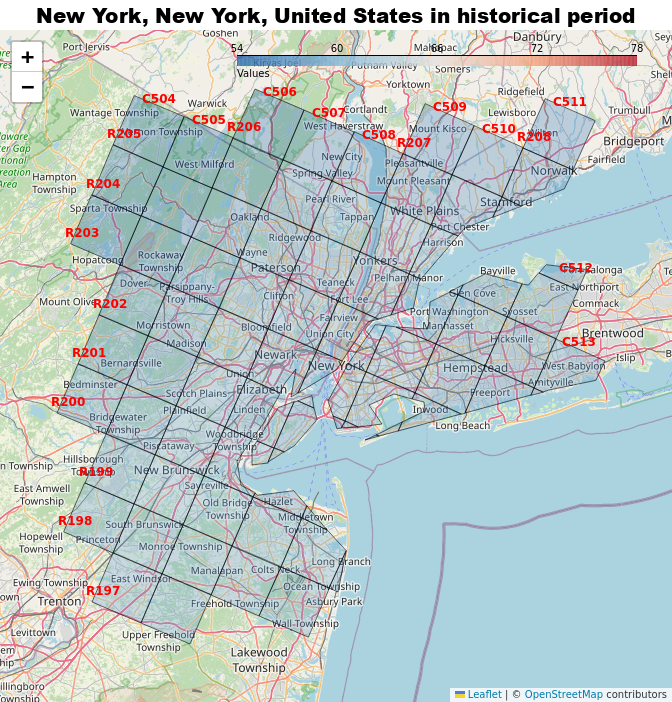 New York, New York, United States in historical period
Goshen
Danbury
Port Jervis
Mahopac
54 60 66 72 78
Kiryas Joel
Putnam Valley
Somers
Values
Yorktown
Ridgefield
C506
C504
C511
Warwick
Wantage Township
C507
Cortlandt
C509
Lewisboro
Trumbull
C505
R206
West Haverstraw
Mount Kisco
C510
R205
Vernon Township
C508
R207
R208
Wilton
Bridgeport
West Milford
New City
Pleasantville
Fairfield
Spring Valley
Norwalk
Hampton
Township
R204
Mount Pleasant
Pearl River
Stamford
Sparta Township
Oakland
Tappan
White Plains
R203
Port Chester
Ridgewood
Harrison
Hopatcong
Rockaway
Township
Wayne
Yonkers
Paterson
Bayville
C512
Dover
Parsippany-
Troy Hills
Teaneck
Pelham Manor
East Northport
Mount Olive
R202
Clifton
Fort Lee
Glen Cove
Commack
Port Washington
Syosset
Morristown
Bloomfield
Fairview
Union City
Manhasset
Brentwood
Madison
Hicksville
C513
R201
Newark
Islip
Bernardsville
New York
Hempstead
West Babylon
Union
Bedminster
Elizabeth
Amityville
Scotch Plains
Freeport
R200
Plainfield
Linden
Inwood
Bridgewater
Township
Long Beach
Woodbridge
Township
Piscataway
Hillsborough
Township
R199
New Brunswick
Sayreville
East Amwell
Township
Old Bridge
Township
Hazlet
R198
South Brunswick
Middletown
Township
Hopewell
Township
Princeton
Monroe Township
Long Branch
Manalapan
Colts Neck
Ewing Township
East Windsor
Ocean Township
R197
Trenton
Freehold Township
Asbury Park
Wall Township
Levittown
Upper Freehold
Township
Lakewood
Township
Leaflet | © OpenStreetMap contributors